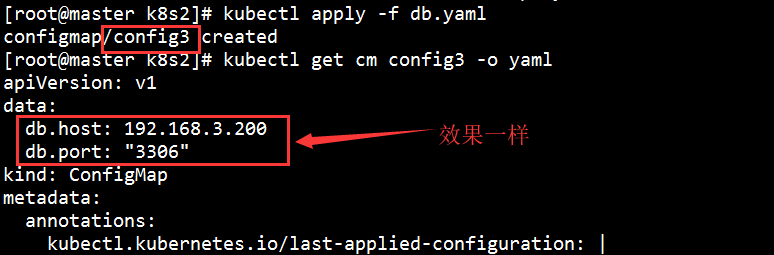 [root@master k8s2]# kubectl apply -f db.yaml
configmap/config3 created
[root@master k8s2]# kubectl get cm config3 -o yaml
apiVersion: v1
data:
  db.host: 192.168.3.200
  db.port: "3306"
效果一样
kind: ConfigMap
metadata:
  annotations:
    kubectl.kubernetes.io/last-applied-configuration: |